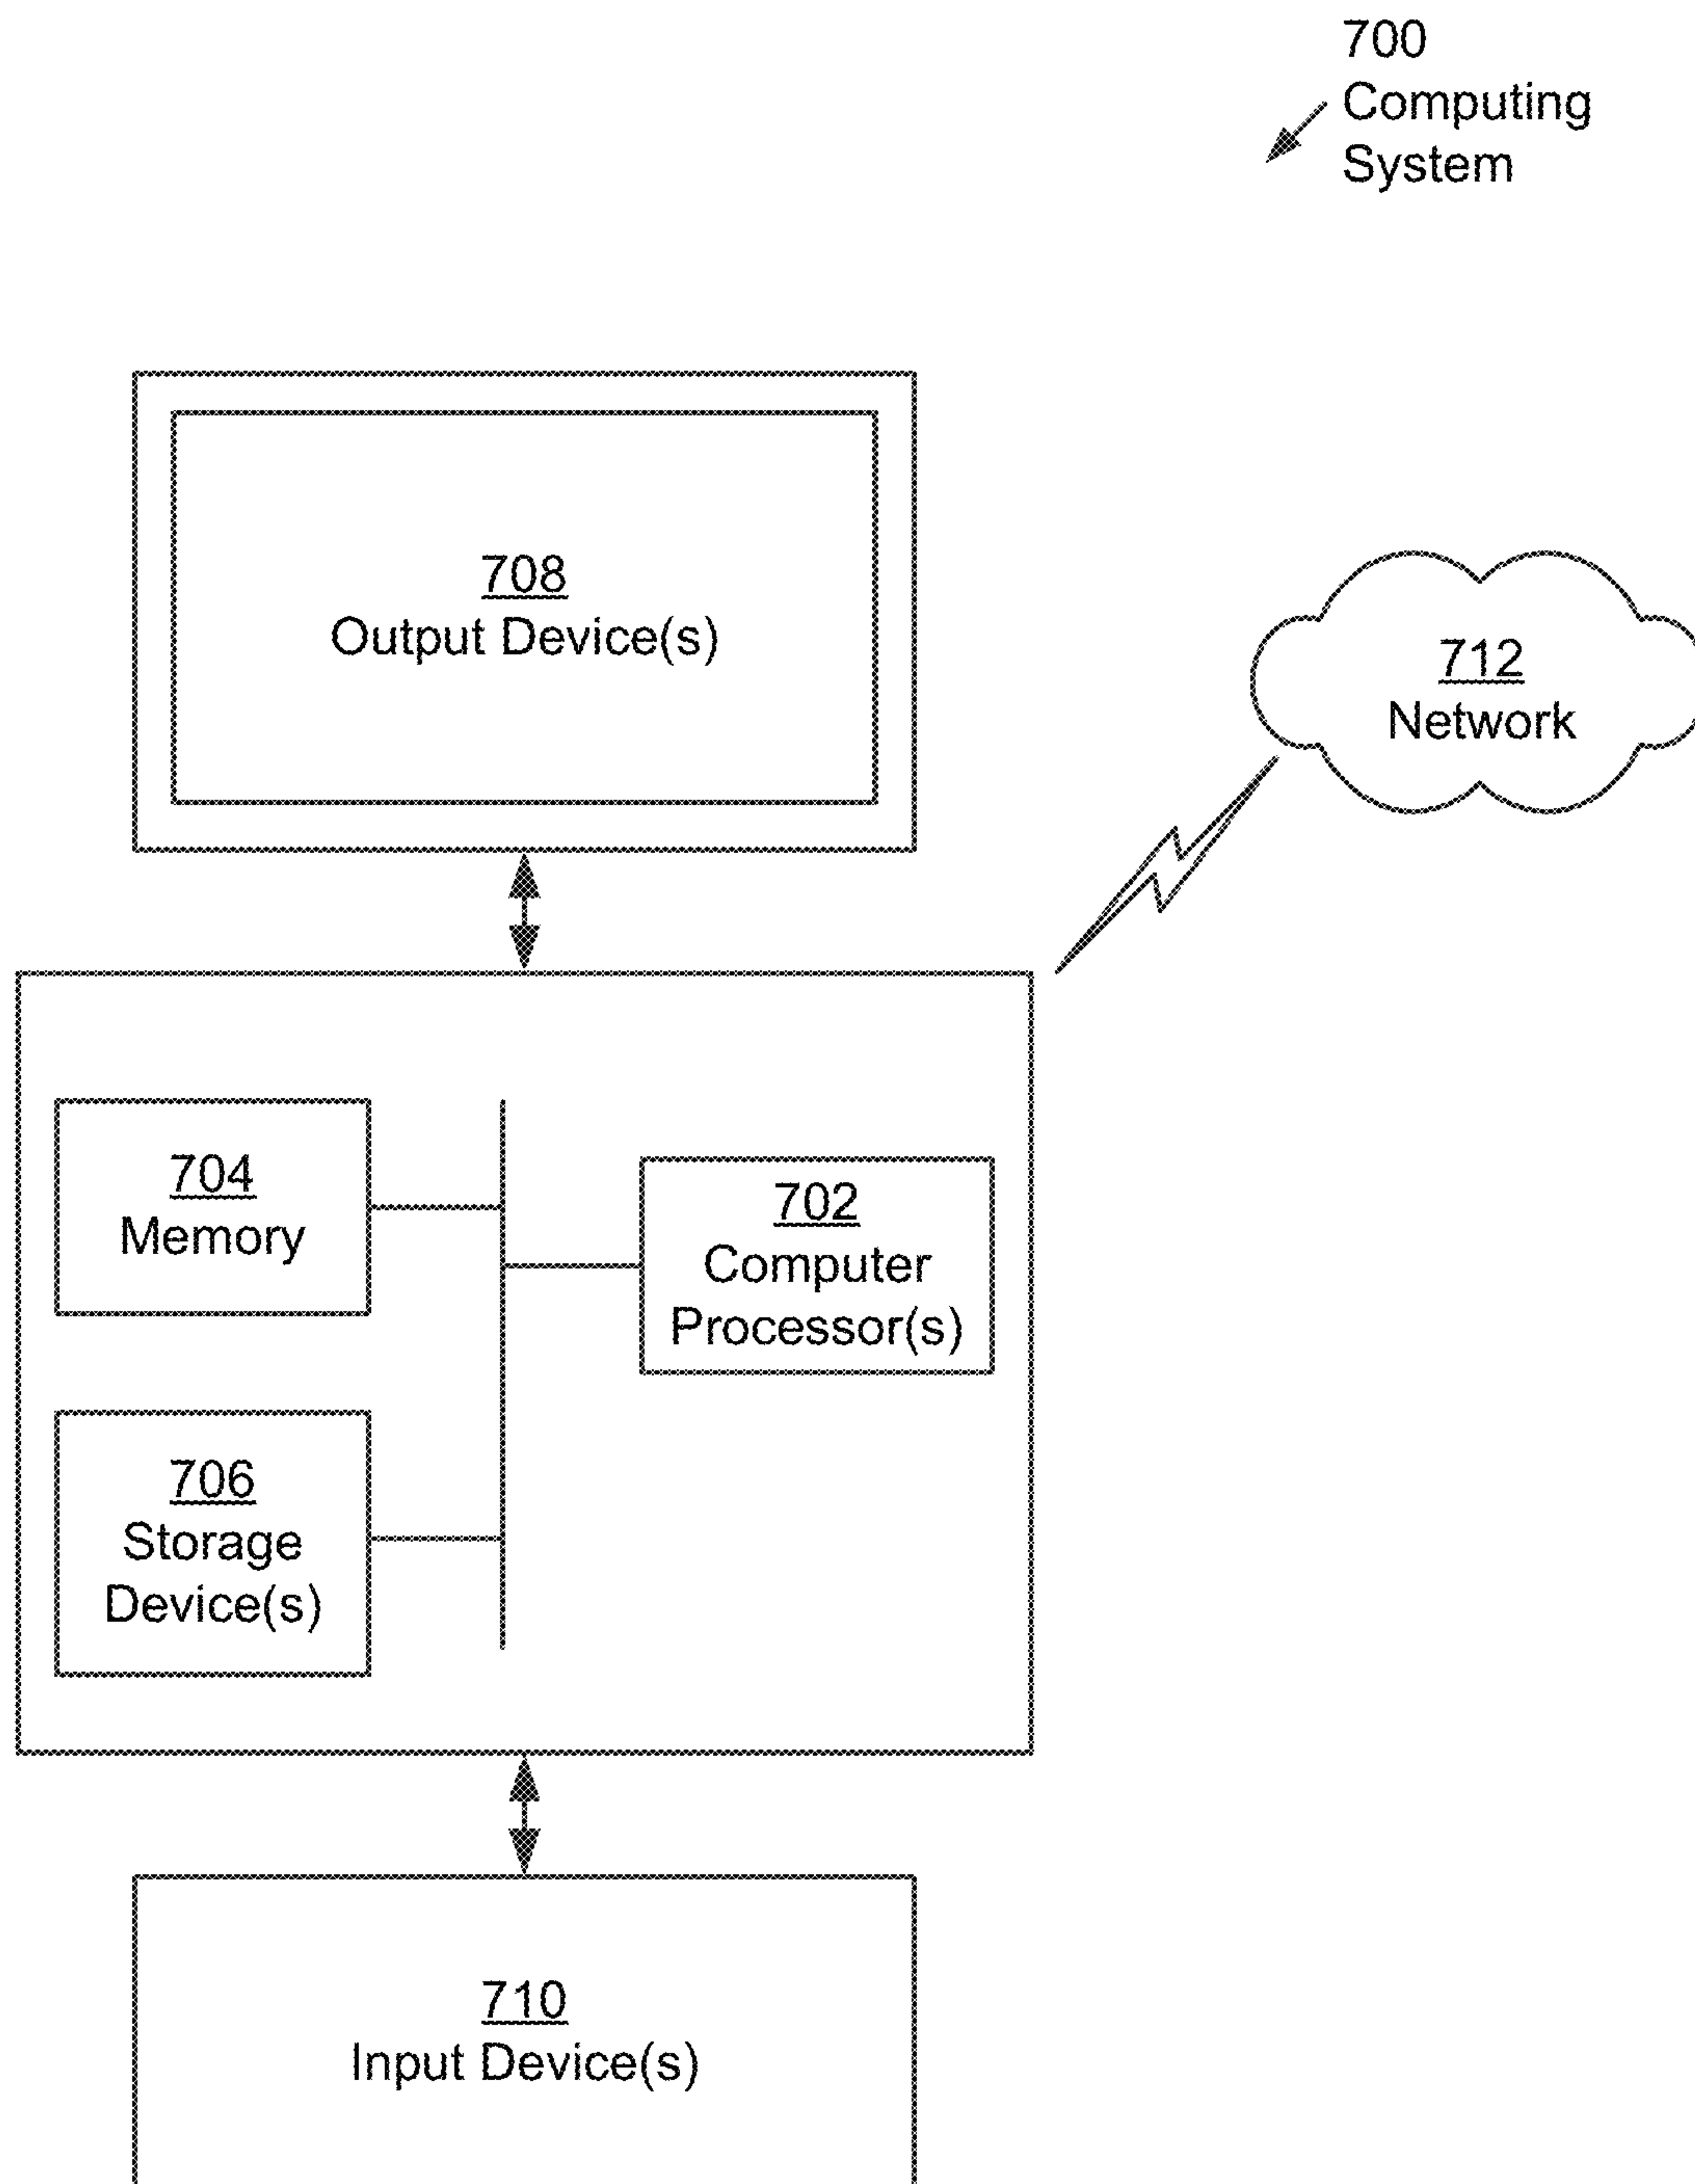 700
Computing
System
708
Output Device(s)
712
Network
704
Memory
702
Computer
Processor(s)
706
Storage
Device(s)
710
Input Device(s)